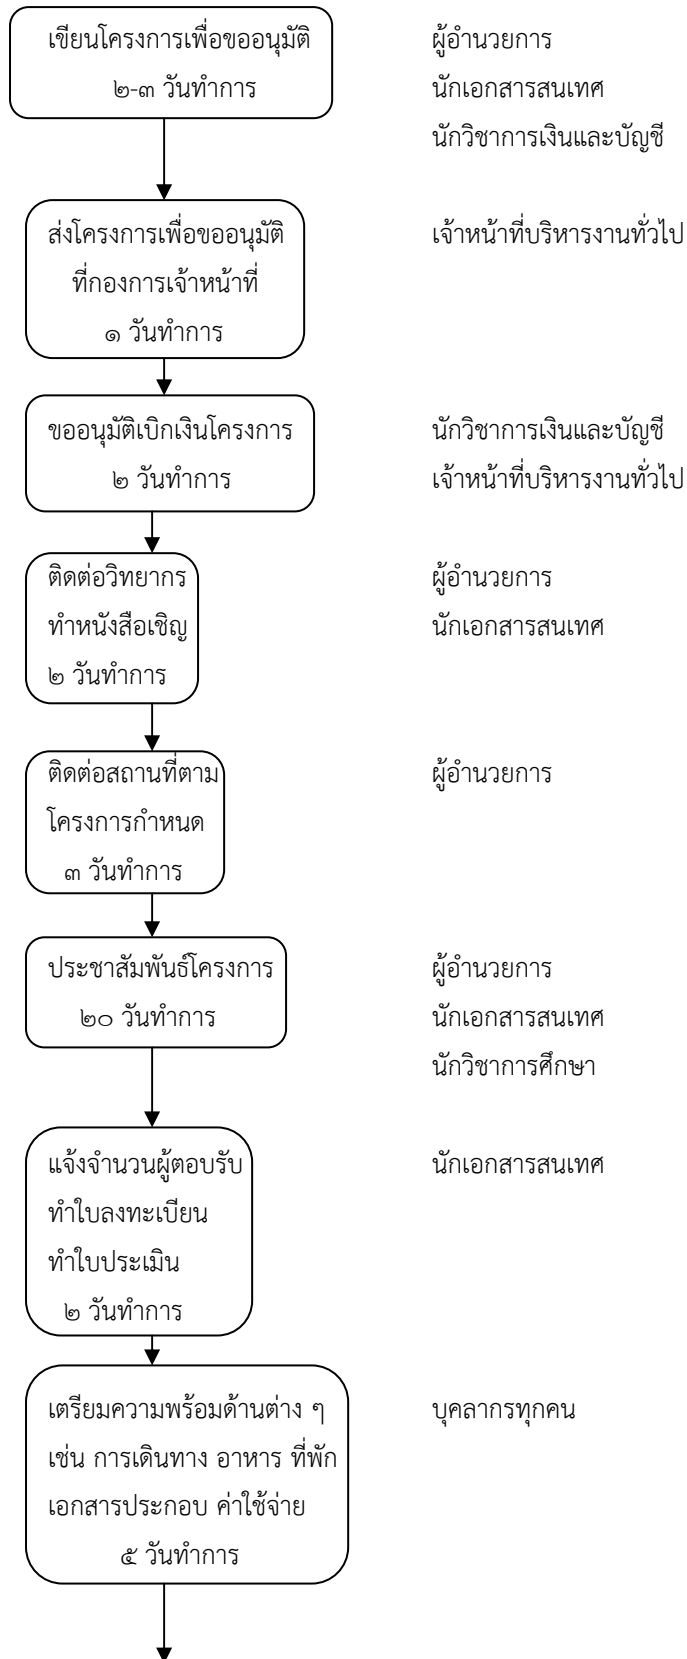 เขียนโครงการเพื่อขออนุมัติ
๒-๓ วันทำการ
ผู้อำนวยการ
นักเอกสารสนเทศ
นักวิชาการเงินและบัญชี
ส่งโครงการเพื่อขออนุมัติ
ที่กองการเจ้าหน้าที่
๑ วันทำการ
เจ้าหน้าที่บริหารงานทั่วไป
ขออนุมัติเบิกเงินโครงการ
๒ วันทำการ
นักวิชาการเงินและบัญชี
เจ้าหน้าที่บริหารงานทั่วไป
ติดต่อวิทยากร
ทำหนังสือเชิญ
๒ วันทำการ
ผู้อำนวยการ
นักเอกสารสนเทศ
ติดต่อสถานที่ตาม
โครงการกำหนด
๓ วันทำการ
ผู้อำนวยการ
ประชาสัมพันธ์โครงการ
๒๐ วันทำการ
ผู้อำนวยการ
นักเอกสารสนเทศ
นักวิชาการศึกษา
แจ้งจำนวนผู้ตอบรับ
ทำใบลงทะเบียน
ทำใบประเมิน
๒ วันทำการ
นักเอกสารสนเทศ
เตรียมความพร้อมด้านต่าง ๆ
เช่น การเดินทาง อาหาร ที่พัก
เอกสารประกอบ ค่าใช้จ่าย
๕ วันทำการ
บุคลากรทุกคน